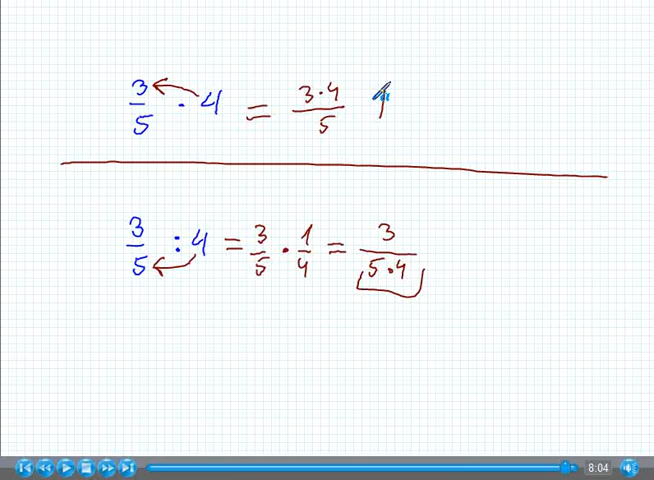 3/5 · 4 = 3·4/5
3/5 : 4 = 3/5 · 1/4 = 3/5·4
8:04